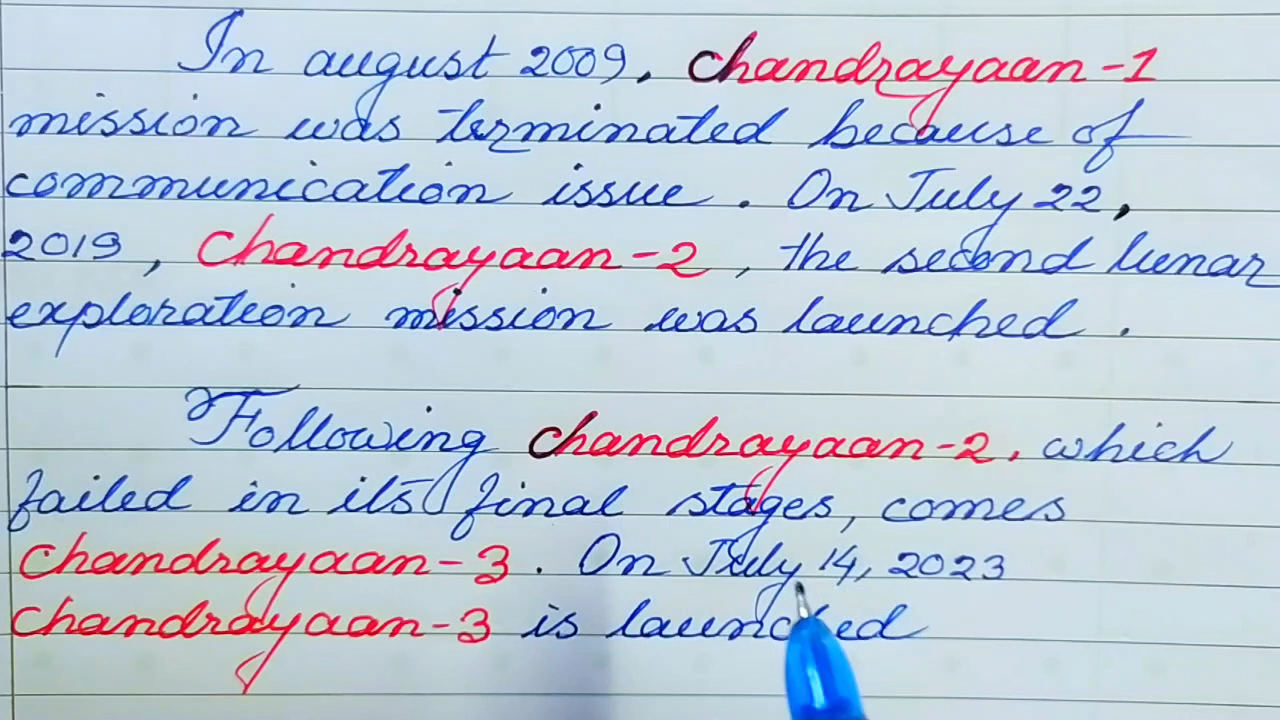 In august 2009, Chandrayaan-1
mission was terminated because of
communication issue. On July 22,
2019, Chandrayaan-2, the second lunar
exploration mission was launched.
Following Chandrayaan-2, which
failed in its final stages, comes
Chandrayaan-3. On July 14, 2023
Chandrayaan-3 is launched